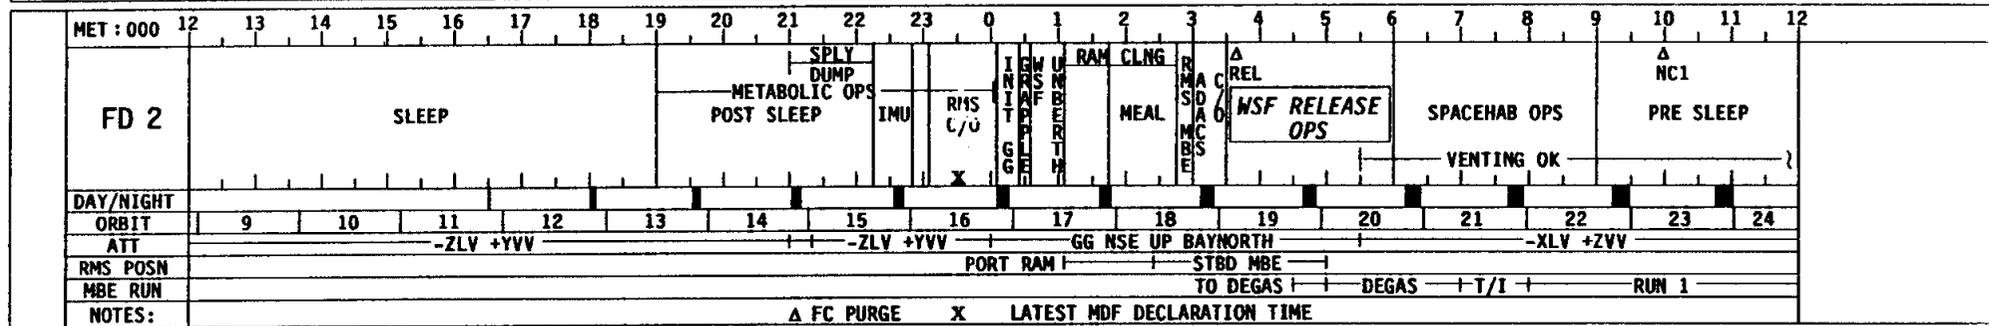 MET:000 12 13 14 15 16 17 18 19 20 21 22 23 0 1 2 3 4 5 6 7 8 9 10 11 12
FD 2
SLEEP
POST SLEEP
METABOLIC OPS
SPLY
DUMP
IMU
RMS
C/O
X
INIT GG
GRAPPLE
WSF
UNBERTH
RAM CLNG
MEAL
RMS MBE
ADACS
C/O
Δ
REL
WSF RELEASE
OPS
SPACEHAB OPS
VENTING OK
Δ
NC1
PRE SLEEP
DAY/NIGHT
ORBIT 9 10 11 12 13 14 15 16 17 18 19 20 21 22 23 24
ATT -ZLV +YVV -ZLV +YVV GG NSE UP BAYNORTH -XLV +ZVV
RMS POSN PORT RAM STBD MBE
MBE RUN TO DEGAS DEGAS T/I RUN 1
NOTES: Δ FC PURGE X LATEST MDF DECLARATION TIME